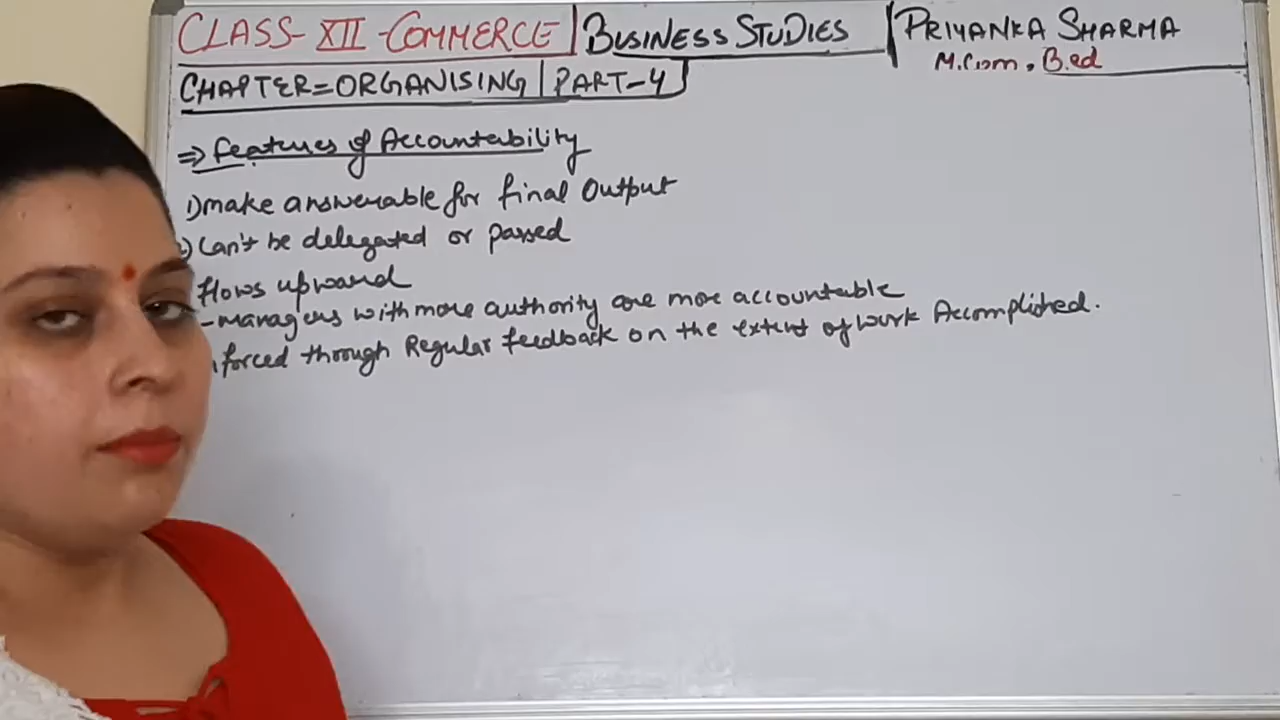 CLASS-XII-COMMERCE | BUSINESS STUDIES | PRIYANKA SHARMA
M.Com, B.ed
CHAPTER=ORGANISING | PART-4
⇒ Features of Accountability
1) make answerable for final Output
) Can't be delegated or passed
flows upward
- managers with more authority are more accountable
forced through Regular feedback on the extent of work Accomplished.